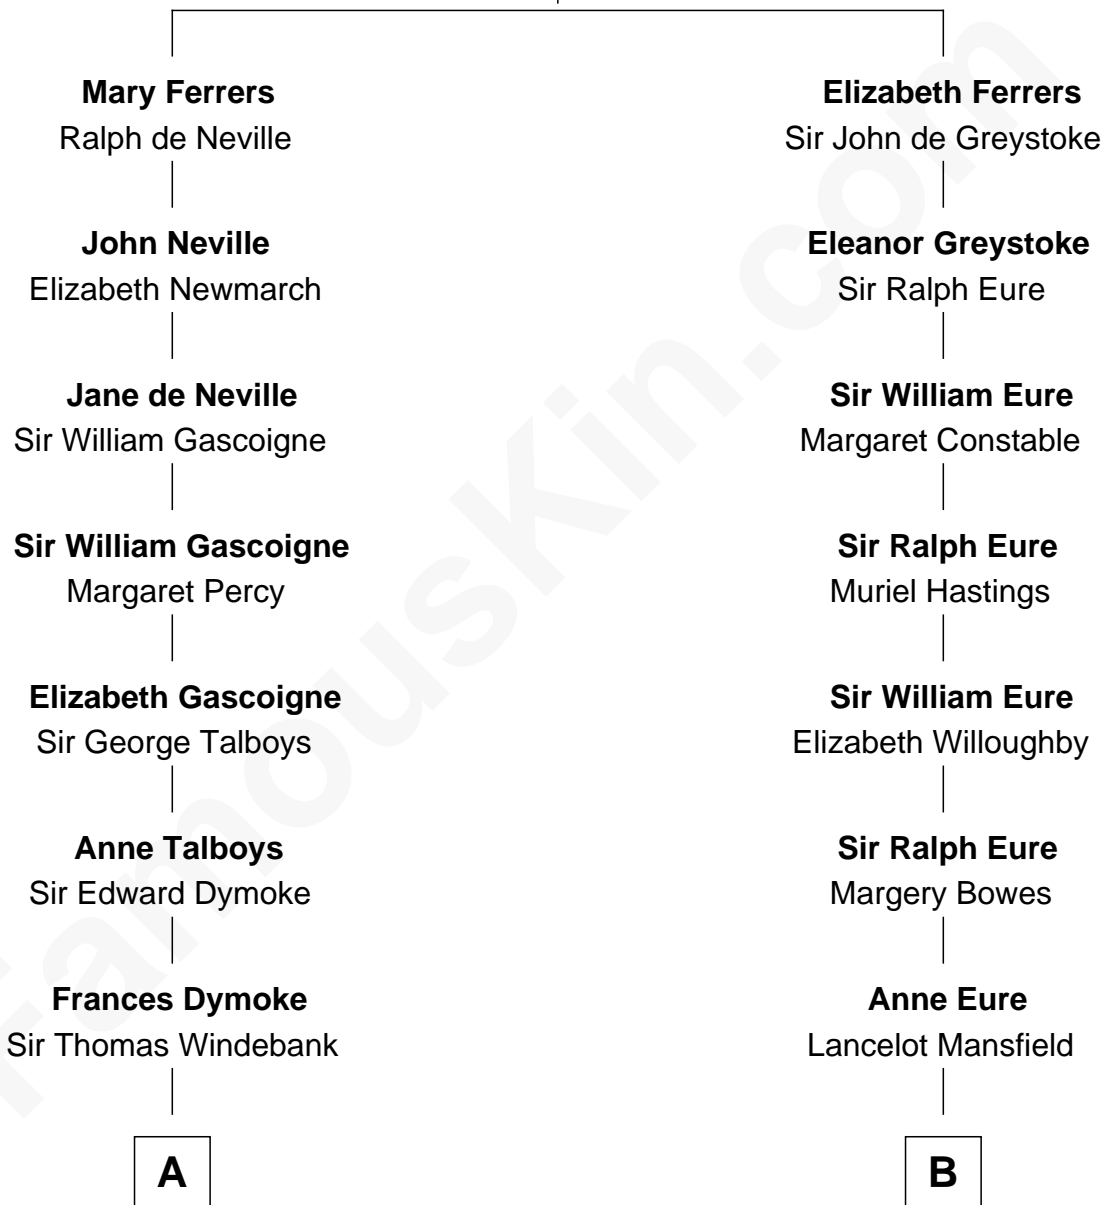 Mary Ferrers
Ralph de Neville
John Neville
Elizabeth Newmarch
Jane de Neville
Sir William Gascoigne
Sir William Gascoigne
Margaret Percy
Elizabeth Gascoigne
Sir George Talboys
Anne Talboys
Sir Edward Dymoke
Frances Dymoke
Sir Thomas Windebank
A
Elizabeth Ferrers
Sir John de Greystoke
Eleanor Greystoke
Sir Ralph Eure
Sir William Eure
Margaret Constable
Sir Ralph Eure
Muriel Hastings
Sir William Eure
Elizabeth Willoughby
Sir Ralph Eure
Margery Bowes
Anne Eure
Lancelot Mansfield
B
FamousKin.com